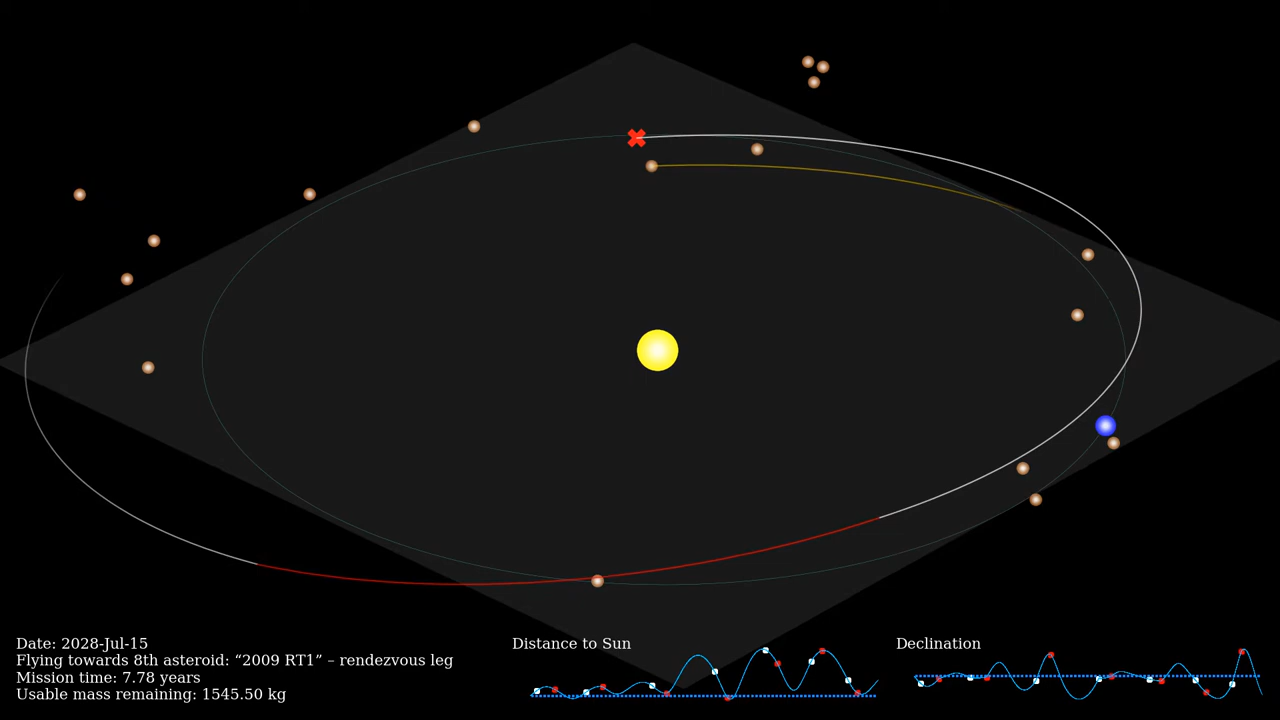 Date: 2028-Jul-15
Flying towards 8th asteroid: “2009 RT1” – rendezvous leg
Mission time: 7.78 years
Usable mass remaining: 1545.50 kg
Distance to Sun
Declination